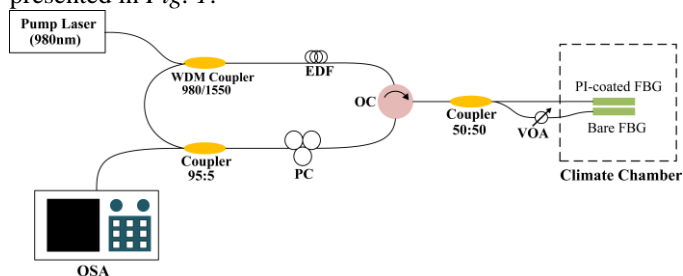 presented in Fig. 1.
Pump Laser
(980nm)
WDM Coupler
980/1550
EDF
OC
Coupler
50:50
VOA
PI-coated FBG
Bare FBG
Climate Chamber
Coupler
95:5
PC
OSA